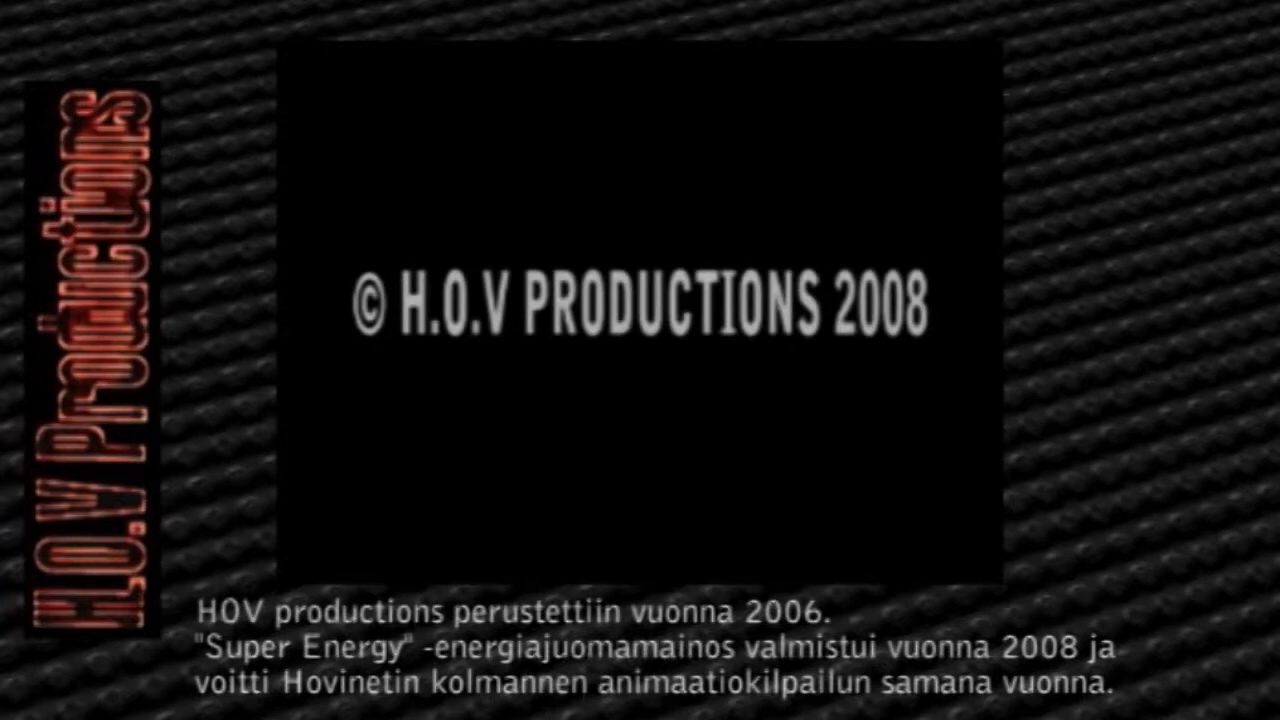 H.O.V Productions
© H.O.V PRODUCTIONS 2008
HOV productions perustettiin vuonna 2006.
"Super Energy" -energiajuomamainos valmistui vuonna 2008 ja
voitti Hovinetin kolmannen animaatiokilpailun samana vuonna.